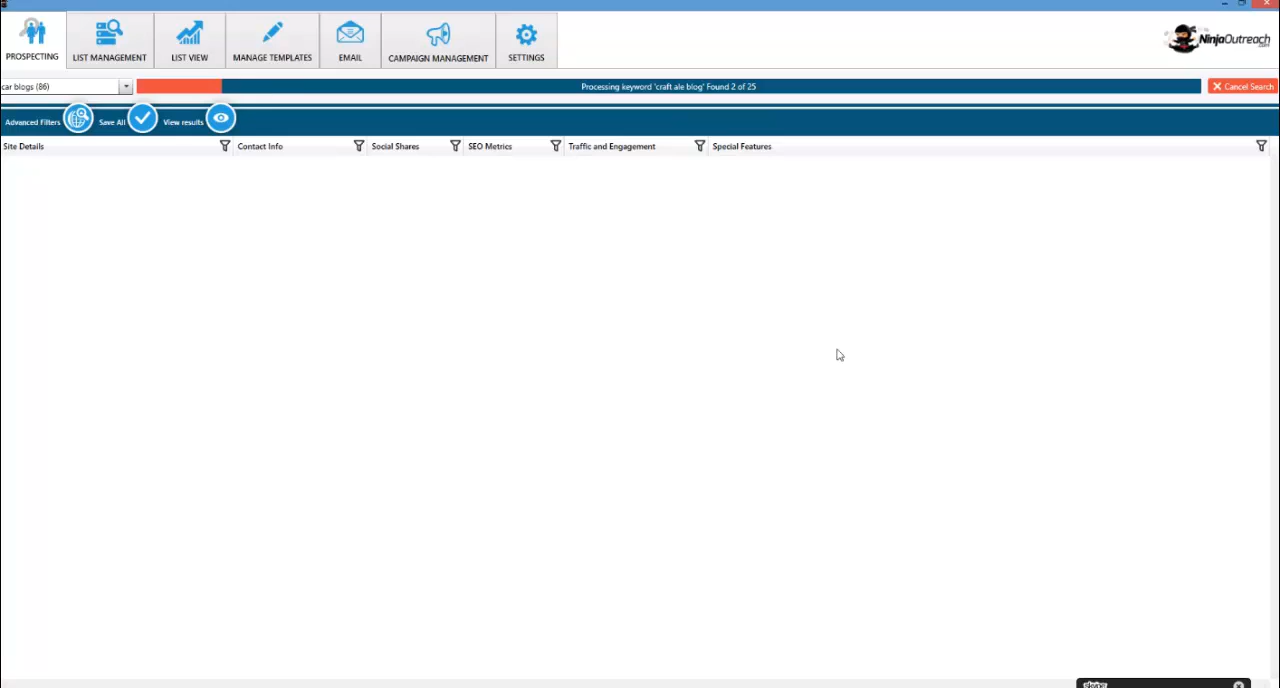 PROSPECTING
LIST MANAGEMENT
LIST VIEW
MANAGE TEMPLATES
EMAIL
CAMPAIGN MANAGEMENT
SETTINGS
NinjaOutreach
.com
car blogs (86)
Processing keyword 'craft ale blog' Found 2 of 25
Cancel Search
Advanced Filters
Save All
View results
Site Details
Contact Info
Social Shares
SEO Metrics
Traffic and Engagement
Special Features